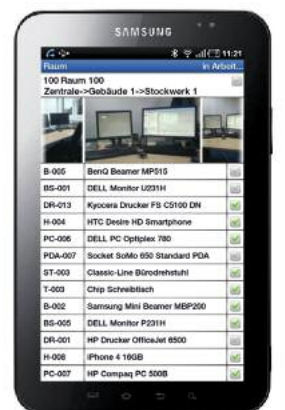 SAMSUNG
11:21
Raum in Arbeit...
100 Raum 100
Zentrale->Gebäude 1->Stockwerk 1
B-005 BenQ Beamer MP515
BS-001 DELL Monitor U231H
DR-013 Kyocera Drucker FS C5100 DN
H-004 HTC Desire HD Smartphone
PC-006 DELL PC Optiplex 780
PDA-007 Socket SoMo 650 Standard PDA
ST-003 Classic-Line Bürodrehstuhl
T-003 Chip Schreibtisch
B-002 Samsung Mini Beamer MBP200
BS-005 DELL Monitor P231H
DR-001 HP Drucker OfficeJet 6500
H-008 iPhone 4 16GB
PC-007 HP Compaq PC 500B